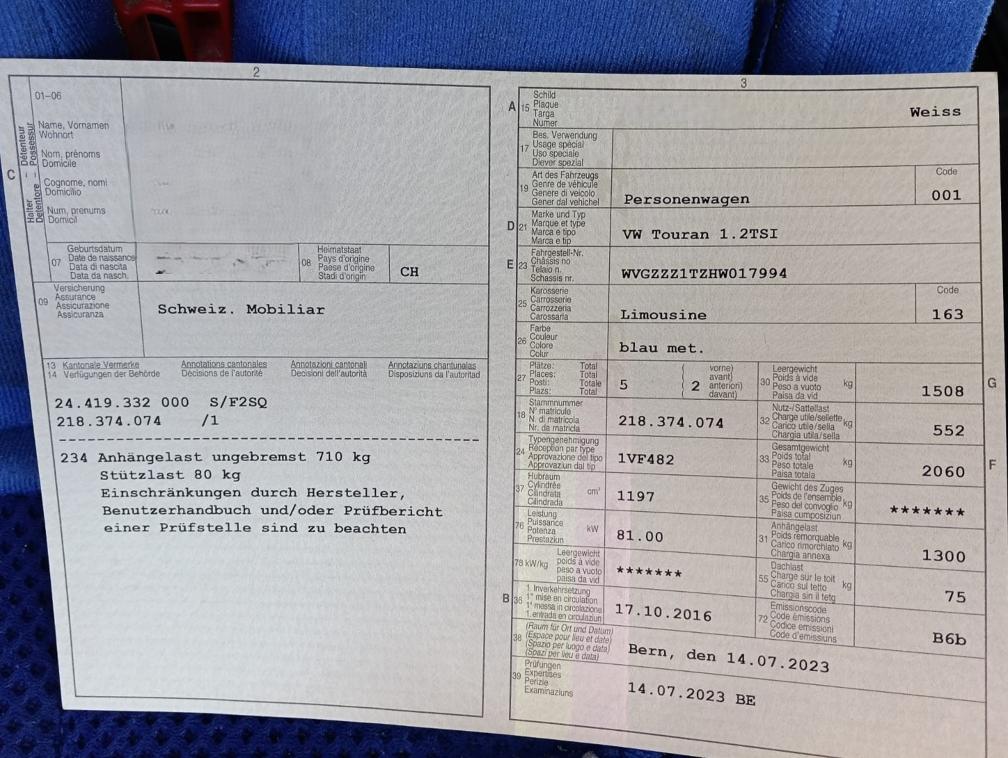 2
01-06
C
Halter – Détenteur
Detentore – Possessur
Name, Vornamen
Wohnort
Nom, prénoms
Domicile
Cognome, nomi
Domicilio
Num, prenums
Domicil
07
Geburtsdatum
Date de naissance
Data di nascita
Data da nasch.
08
Heimatstaat
Pays d'origine
Paese d'origine
Stadi d'origin
CH
09
Versicherung
Assurance
Assicurazione
Assicuranza
Schweiz. Mobiliar
13 Kantonale Vermerke
14 Verfügungen der Behörde
Annotations cantonales
Décisions de l'autorité
Annotazioni cantonali
Decisioni dell'autorità
Annotaziuns chantunalas
Disposiziuns da l'autoritad
24.419.332 000 S/F2SQ
218.374.074 /1
234 Anhängelast ungebremst 710 kg
Stützlast 80 kg
Einschränkungen durch Hersteller,
Benutzerhandbuch und/oder Prüfbericht
einer Prüfstelle sind zu beachten
3
A 15
Schild
Plaque
Targa
Numer
Weiss
17
Bes. Verwendung
Usage spécial
Uso speciale
Diever spezial
19
Art des Fahrzeugs
Genre de véhicule
Genere di veicolo
Gener dal vehichel
Personenwagen
Code
001
D 21
Marke und Typ
Marque et type
Marca e tipo
Marca e tip
VW Touran 1.2TSI
E 23
Fahrgestell-Nr.
Châssis no
Telaio n.
Schassis nr.
WVGZZZ1TZHW017994
25
Karosserie
Carrosserie
Carrozzeria
Carossaria
Limousine
Code
163
26
Farbe
Couleur
Colore
Colur
blau met.
27
Plätze: Total
Places: Total
Posti: Totale
Plazs: Total
5
2
vorne)
avant)
anteriori)
davant)
30
Leergewicht
Poids à vide
Peso a vuoto
Paisa da vid
kg
1508
G
18
Stammnummer
N° matricule
N. di matricola
Nr. da matricla
218.374.074
32
Nutz-/Sattellast
Charge utile/sellette
Carico utile/sella
Chargia utila/sella
kg
552
24
Typengenehmigung
Réception par type
Approvazione del tipo
Approvaziun dal tip
1VF482
33
Gesamtgewicht
Poids total
Peso totale
Paisa totala
kg
2060
F
37
Hubraum
Cylindrée
Cilindrata
Cilindrada
cm³
1197
35
Gewicht des Zuges
Poids de l'ensemble
Peso del convoglio
Paisa cumposiziun
kg
*******
76
Leistung
Puissance
Potenza
Prestaziun
kW
81.00
31
Anhängelast
Poids remorquable
Carico rimorchiato
Chargia annexa
kg
1300
78 kW/kg
Leergewicht
poids à vide
peso a vuoto
paisa da vid
*******
55
Dachlast
Charge sur le toit
Carico sul tetto
Chargia sin il tetg
kg
75
B 36
1. Inverkehrsetzung
1re mise en circulation
1a messa in circolazione
1. entrada en circulaziun
17.10.2016
72
Emissionscode
Code émissions
Codice emissioni
Code d'emissiuns
B6b
38
(Raum für Ort und Datum)
(Espace pour lieu et date)
(Spazio per luogo e data)
(Spazi per lieu e data)
Bern, den 14.07.2023
39
Prüfungen
Expertises
Perizie
Examinaziuns
14.07.2023 BE